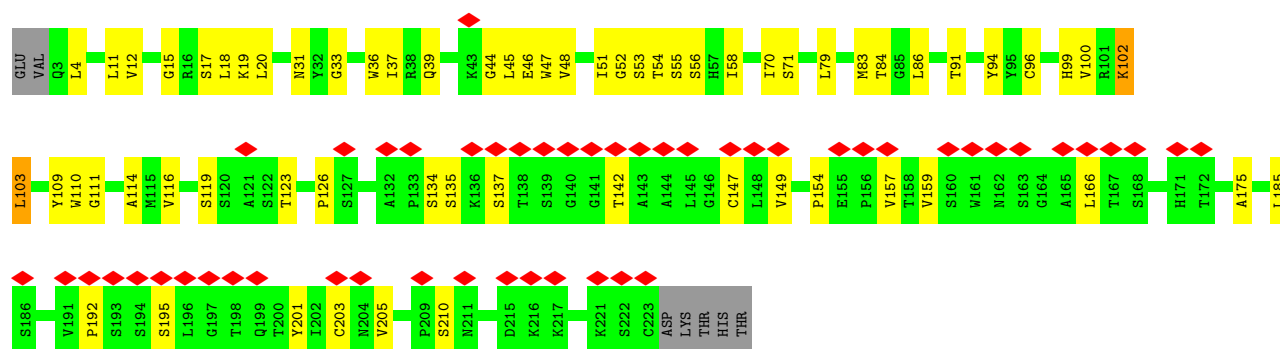 GLU VAL Q3 L4 L11 V12 G15 R16 S17 L18 K19 L20 N31 Y32 G33 W36 I37 R38 Q39 K43 G44 L45 E46 W47 V48 I51 G52 S53 T54 S55 S56 H57 I58 I70 S71 L79 M83 T84 G85 L86 T91 Y94 Y95 C96 H99 V100 R101 K102
L103 Y109 W110 G111 A114 M115 V116 S119 S120 A121 S122 T123 P126 S127 A132 P133 S134 S135 K136 S137 T138 S139 G140 G141 T142 A143 A144 L145 G146 C147 L148 V149 P154 E155 P156 V157 T158 V159 S160 W161 N162 S163 G164 A165 L166 T167 S168 H171 T172 A175 L185
S186 V191 P192 S193 S194 S195 L196 G197 T198 Q199 T200 Y201 I202 C203 N204 V205 P209 S210 N211 D215 K216 K217 K221 S222 C223 ASP LYS THR HIS THR